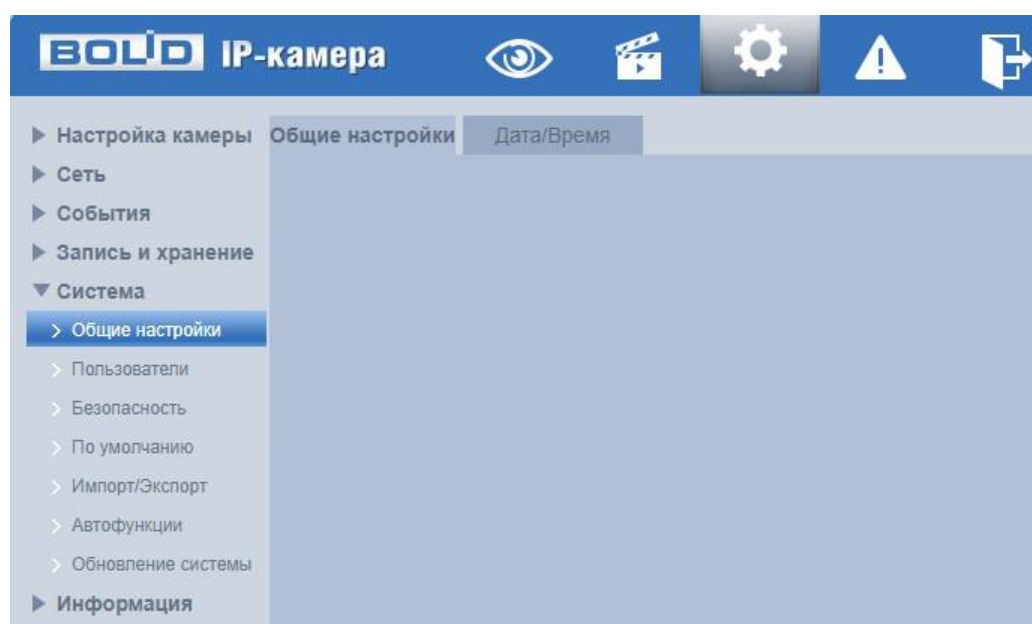 BOLID IP-камера
Настройка камеры
Общие настройки
Дата/Время
Сеть
События
Запись и хранение
Система
Общие настройки
Пользователи
Безопасность
По умолчанию
Импорт/Экспорт
Автофункции
Обновление системы
Информация